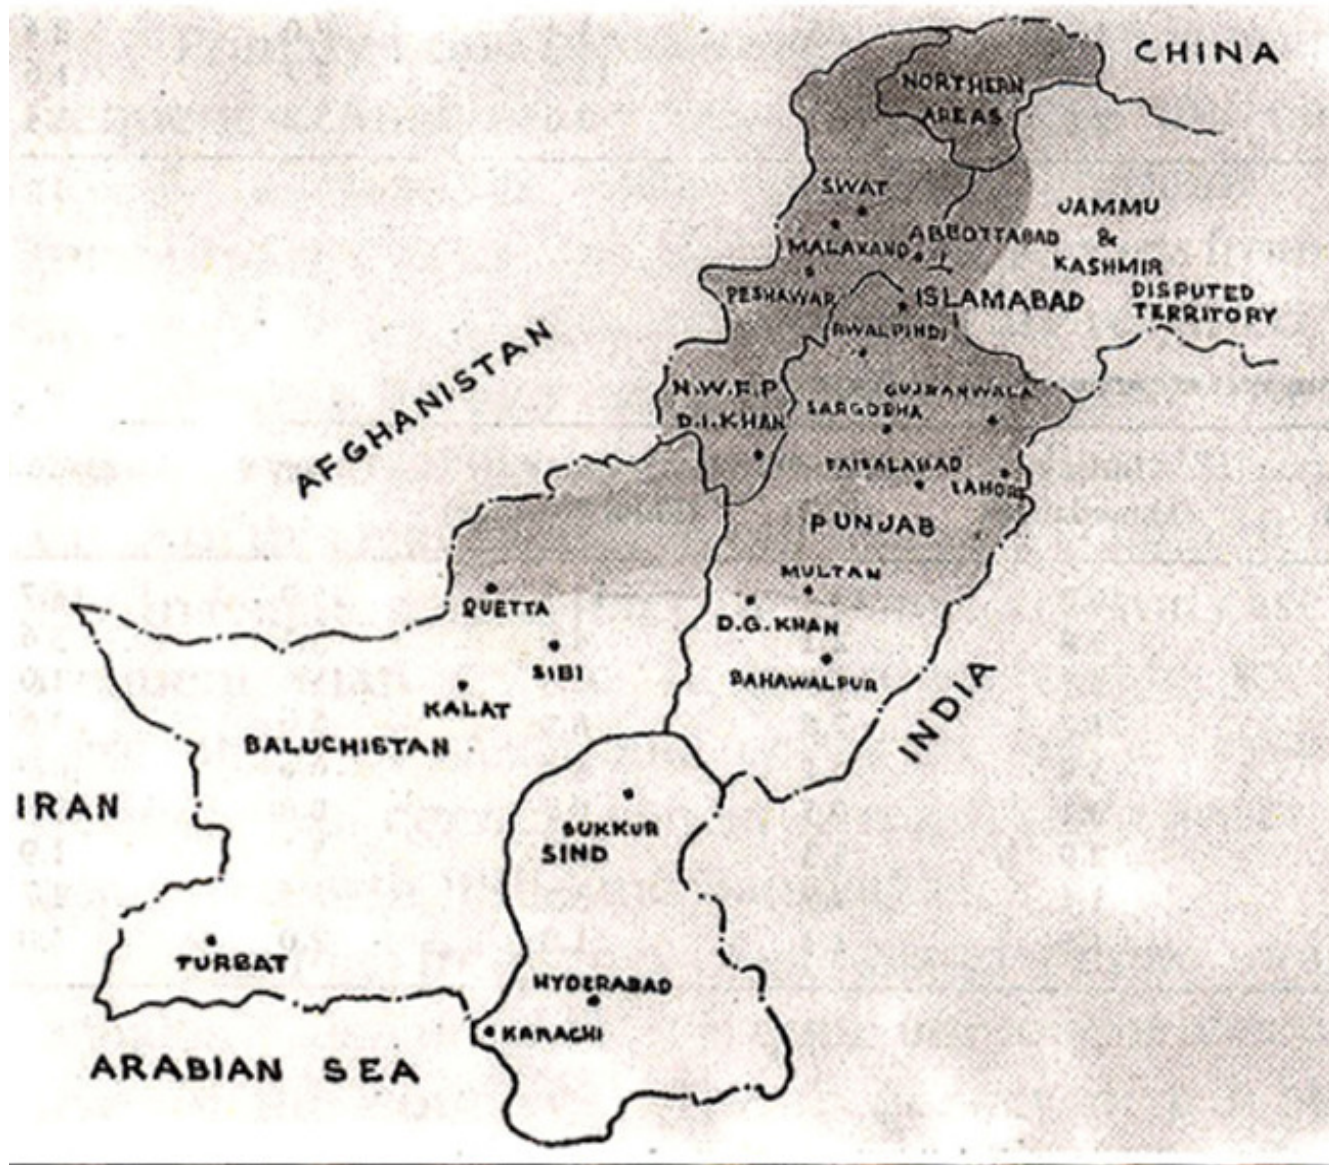 CHINA
NORTHERN
AREAS
SWAT
JAMMU
&
KASHMIR
ABBOTTABAD
MALAKAND
DISPUTED
TERRITORY
PESHAWAR
ISLAMABAD
RWALPINDI
AFGHANISTAN
N.W.F.P
GUJRANWALA
SARGODHA
D.I.KHAN
FAISALABAD
LAHORE
PUNJAB
MULTAN
QUETTA
D.G.KHAN
SIBI
BAHAWALPUR
KALAT
INDIA
BALUCHISTAN
IRAN
SUKKUR
SIND
TURBAT
HYDERABAD
KARACHI
ARABIAN SEA